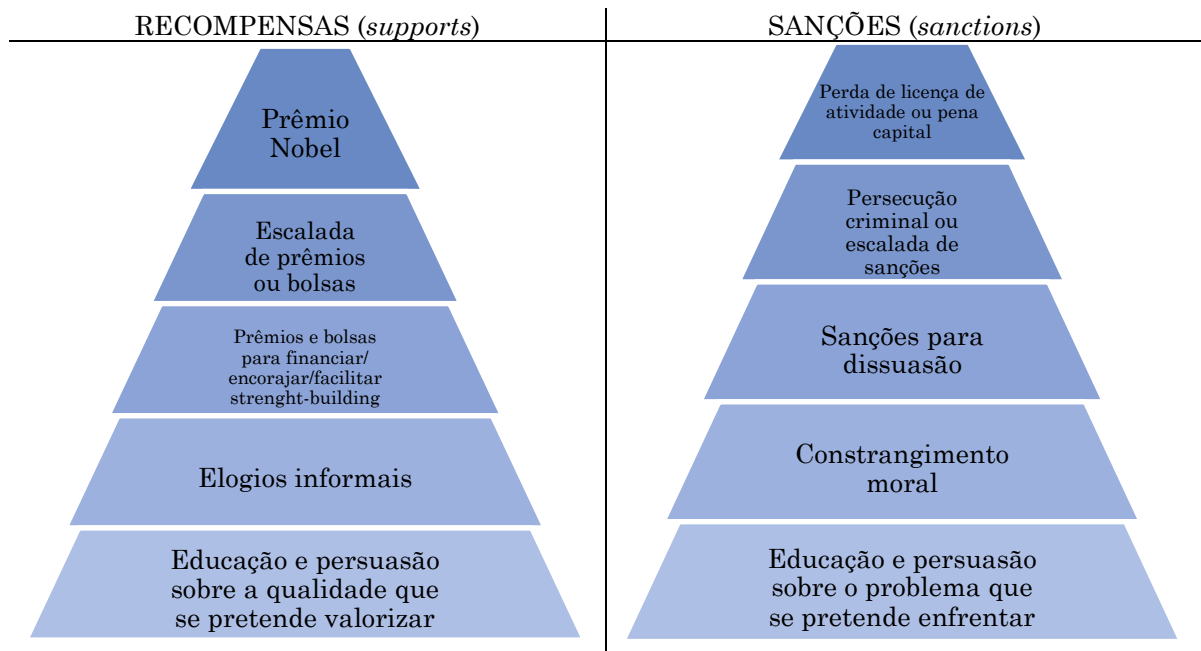 RECOMPENSAS (supports)
Prêmio
Nobel
Escalada
de prêmios
ou bolsas
Prêmios e bolsas
para financiar/
encorajar/facilitar
strenght-building
Elogios informais
Educação e persuasão
sobre a qualidade que
se pretende valorizar
SANÇÕES (sanctions)
Perda de licença de
atividade ou pena
capital
Persecução
criminal ou
escalada de
sanções
Sanções para
dissuasão
Constrangimento
moral
Educação e persuasão
sobre o problema que
se pretende enfrentar